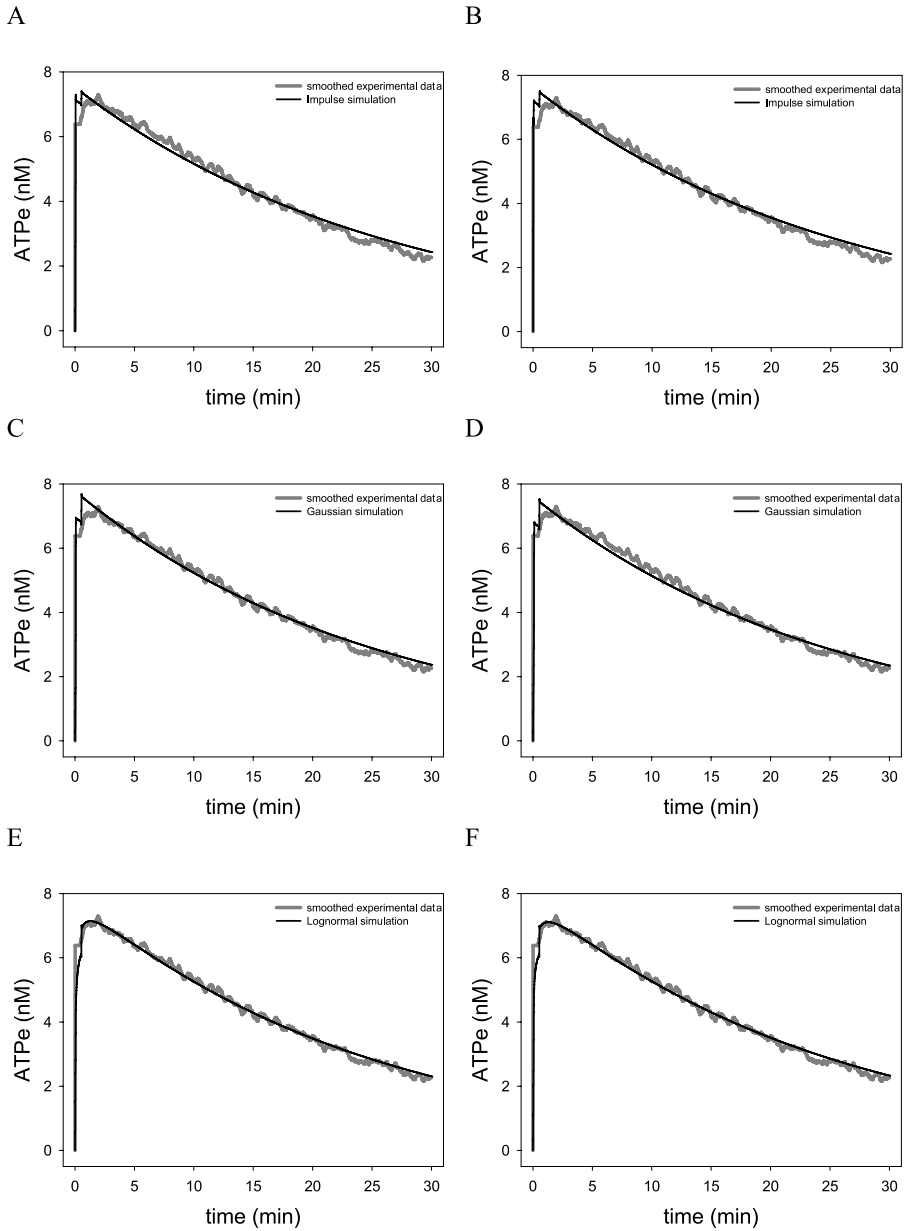 A
8
6
4
2
0
ATPe (nM)
smoothed experimental data
Impulse simulation
0 5 10 15 20 25 30
time (min)
B
8
6
4
2
0
ATPe (nM)
smoothed experimental data
Impulse simulation
0 5 10 15 20 25 30
time (min)
C
8
6
4
2
0
ATPe (nM)
smoothed experimental data
Gaussian simulation
0 5 10 15 20 25 30
time (min)
D
8
6
4
2
0
ATPe (nM)
smoothed experimental data
Gaussian simulation
0 5 10 15 20 25 30
time (min)
E
8
6
4
2
0
ATPe (nM)
smoothed experimental data
Lognormal simulation
0 5 10 15 20 25 30
time (min)
F
8
6
4
2
0
ATPe (nM)
smoothed experimental data
Lognormal simulation
0 5 10 15 20 25 30
time (min)